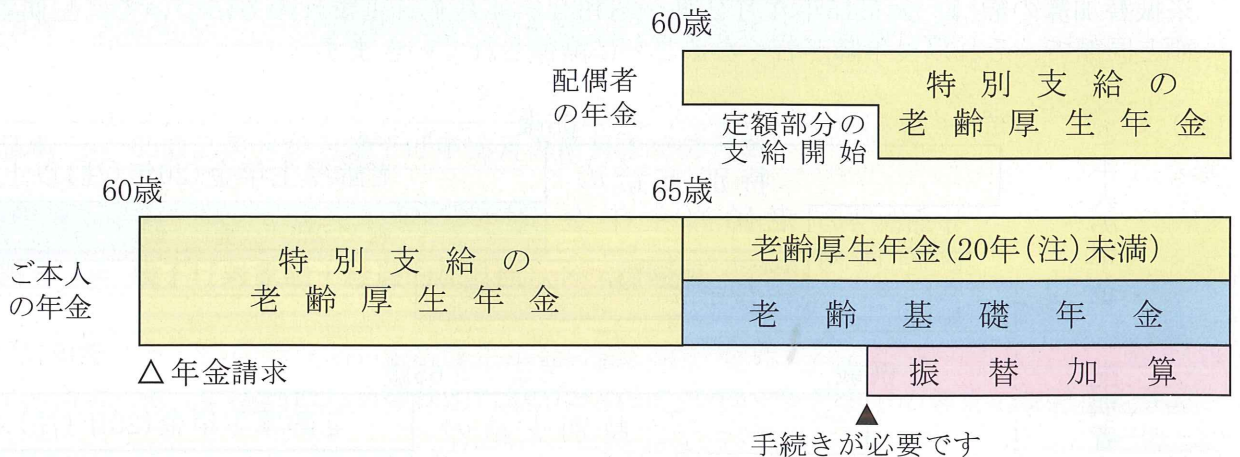 60歳
配偶者
の年金
特別支給の
老齢厚生年金
定額部分の
支給開始
60歳
65歳
ご本人
の年金
特別支給の
老齢厚生年金
老齢厚生年金(20年(注)未満)
老齢基礎年金
振替加算
△年金請求
▲
手続きが必要です